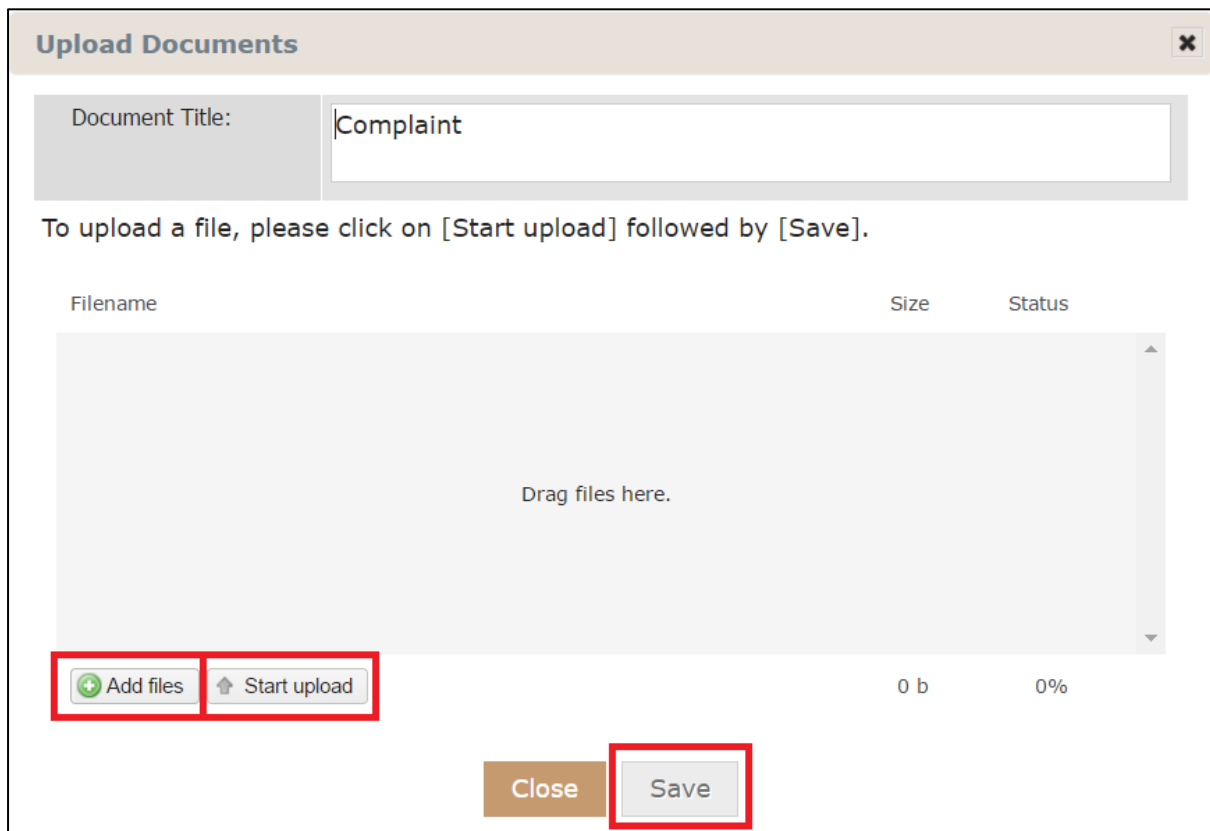 Upload Documents
Document Title:
Complaint
To upload a file, please click on [Start upload] followed by [Save].
Filename Size Status
Drag files here.
Add files Start upload 0 b 0%
Close Save